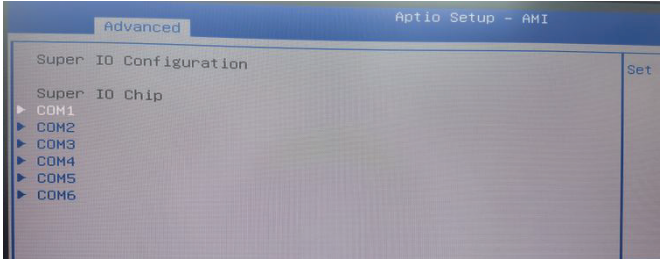 Aptio Setup - AMI
Advanced
Super IO Configuration
Set
Super IO Chip
COM1
COM2
COM3
COM4
COM5
COM6